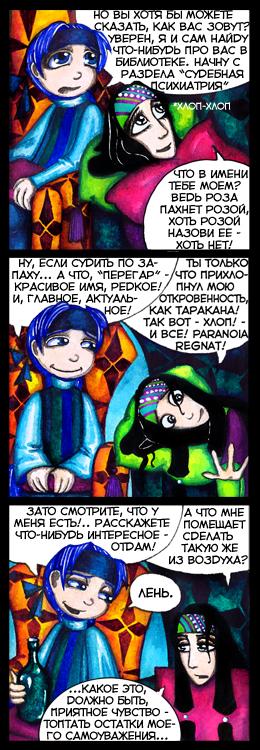 НО ВЫ ХОТЯ БЫ МОЖЕТЕ
СКАЗАТЬ, КАК ВАС ЗОВУТ?
УВЕРЕН, Я И САМ НАЙДУ
ЧТО-НИБУДЬ ПРО ВАС В
БИБЛИОТЕКЕ. НАЧНУ С
РАЗДЕЛА "СУДЕБНАЯ
ПСИХИАТРИЯ"
*ХЛОП-ХЛОП
ЧТО В ИМЕНИ
ТЕБЕ МОЕМ?
ВЕДЬ РОЗА
ПАХНЕТ РОЗОЙ,
ХОТЬ РОЗОЙ
НАЗОВИ ЕЕ -
ХОТЬ НЕТ!
НУ, ЕСЛИ СУДИТЬ ПО ЗА-
ПАХУ... А ЧТО, "ПЕРЕГАР" -
КРАСИВОЕ ИМЯ, РЕДКОЕ!
И, ГЛАВНОЕ, АКТУАЛЬ-
НОЕ!
ТЫ ТОЛЬКО
ЧТО ПРИХЛО-
ПНУЛ МОЮ
ОТКРОВЕННОСТЬ,
КАК ТАРАКАНА!
ТАК ВОТ - ХЛОП! -
И ВСЕ! PARANOIA
REGNAT!
ЗАТО СМОТРИТЕ, ЧТО У
МЕНЯ ЕСТЬ!.. РАССКАЖЕТЕ
ЧТО-НИБУДЬ ИНТЕРЕСНОЕ -
ОТДАМ!
А ЧТО МНЕ
ПОМЕШАЕТ
СДЕЛАТЬ
ТАКУЮ ЖЕ
ИЗ ВОЗДУХА?
ЛЕНЬ.
...КАКОЕ ЭТО,
ДОЛЖНО БЫТЬ,
ПРИЯТНОЕ ЧУВСТВО -
ТОПТАТЬ ОСТАТКИ МОЕ-
ГО САМОУВАЖЕНИЯ...